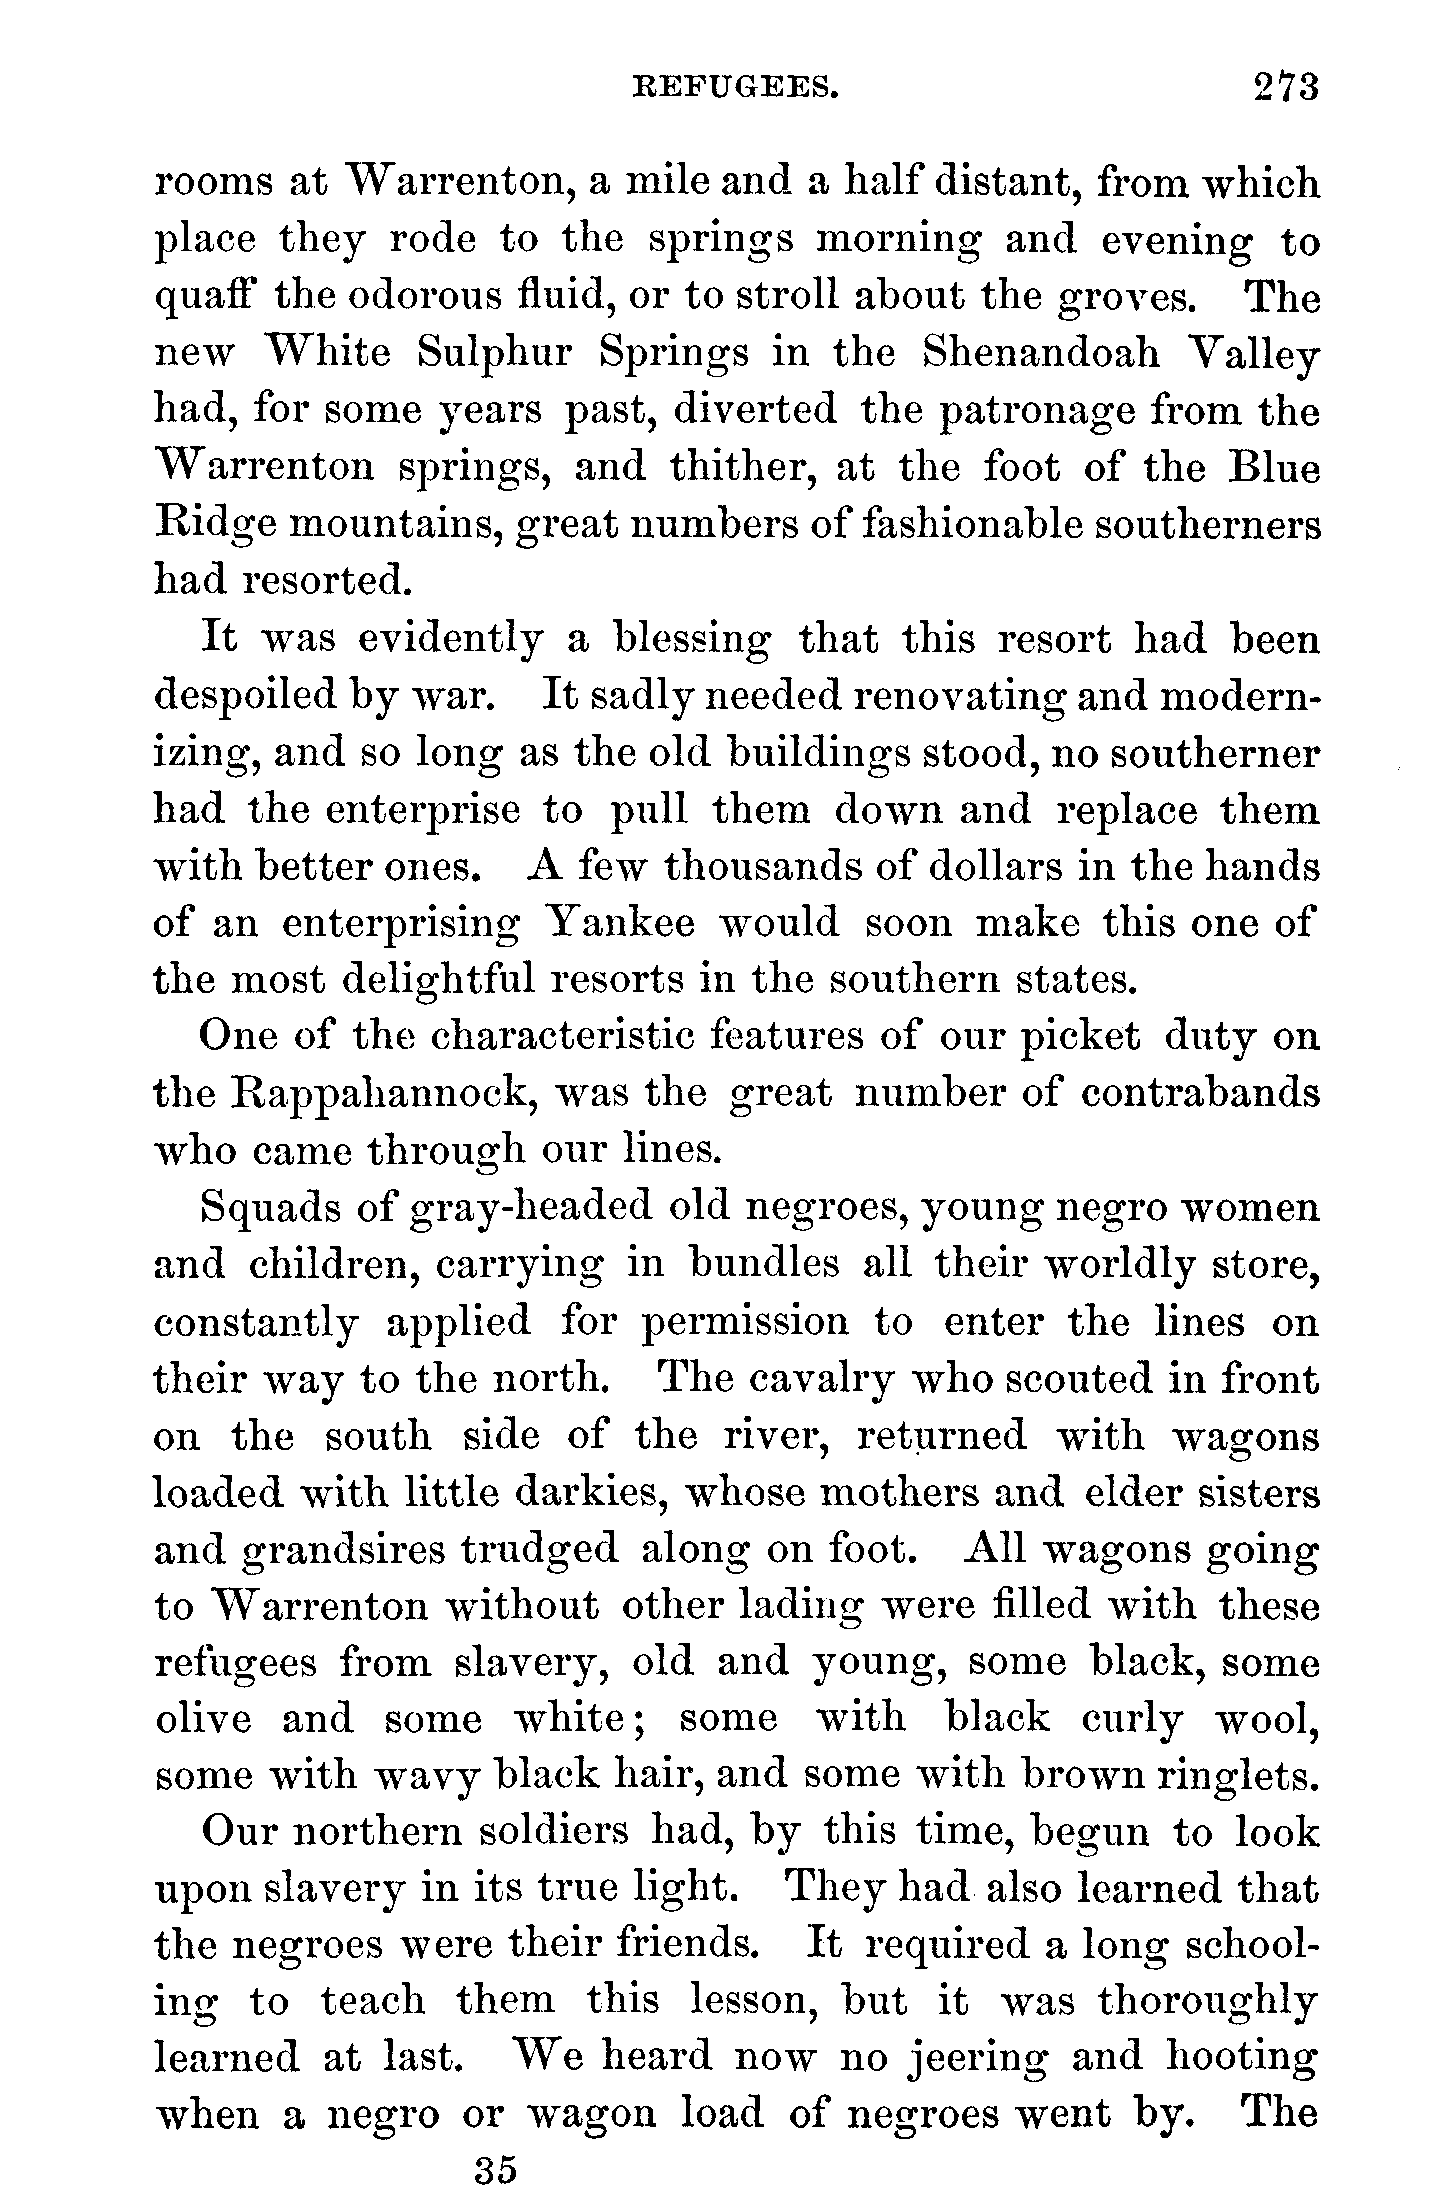 REFUGEES. 273
rooms at Warrenton, a mile and a half distant, from which
place they rode to the springs morning and evening to
quaff the odorous fluid, or to stroll about the groves. The
new White Sulphur Springs in the Shenandoah Valley
had, for some years past, diverted the patronage from the
Warrenton springs, and thither, at the foot of the Blue
Ridge mountains, great numbers of fashionable southerners
had resorted.
It was evidently a blessing that this resort had been
despoiled by war. It sadly needed renovating and modern-
izing, and so long as the old buildings stood, no southerner
had the enterprise to pull them down and replace them
with better ones. A few thousands of dollars in the hands
of an enterprising Yankee would soon make this one of
the most delightful resorts in the southern states.
One of the characteristic features of our picket duty on
the Rappahannock, was the great number of contrabands
who came through our lines.
Squads of gray-headed old negroes, young negro women
and children, carrying in bundles all their worldly store,
constantly applied for permission to enter the lines on
their way to the north. The cavalry who scouted in front
on the south side of the river, returned with wagons
loaded with little darkies, whose mothers and elder sisters
and grandsires trudged along on foot. All wagons going
to Warrenton without other lading were filled with these
refugees from slavery, old and young, some black, some
olive and some white; some with black curly wool,
some with wavy black hair, and some with brown ringlets.
Our northern soldiers had, by this time, begun to look
upon slavery in its true light. They had also learned that
the negroes were their friends. It required a long school-
ing to teach them this lesson, but it was thoroughly
learned at last. We heard now no jeering and hooting
when a negro or wagon load of negroes went by. The
35